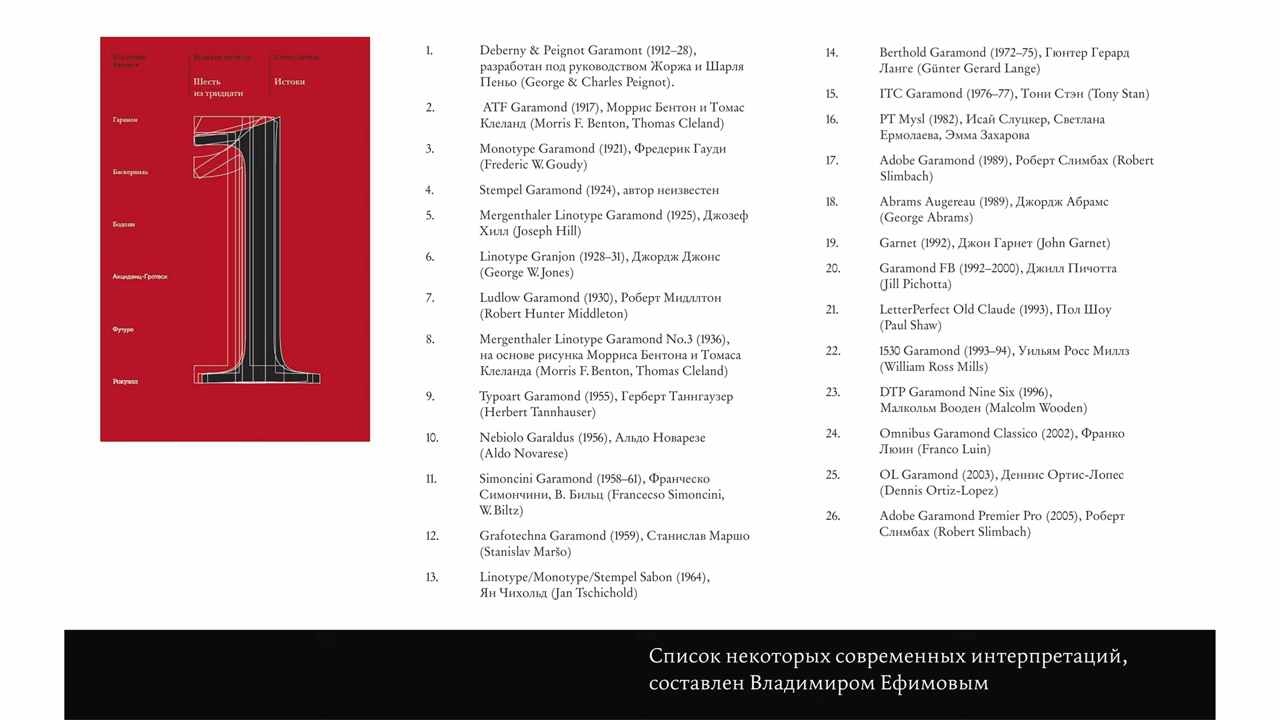 Шесть
из тридцати
Истоки
Гарамон
Баскервиль
Бодони
Акциденц-Гротеск
Футура
Рокуэлл
1
1. Deberny & Peignot Garamont (1912–28),
разработан под руководством Жоржа и Шарля
Пеньо (George & Charles Peignot).
2. ATF Garamond (1917), Моррис Бентон и Томас
Клеланд (Morris F. Benton, Thomas Cleland)
3. Monotype Garamond (1921), Фредерик Гауди
(Frederic W. Goudy)
4. Stempel Garamond (1924), автор неизвестен
5. Mergenthaler Linotype Garamond (1925), Джозеф
Хилл (Joseph Hill)
6. Linotype Granjon (1928–31), Джордж Джонс
(George W. Jones)
7. Ludlow Garamond (1930), Роберт Мидллтон
(Robert Hunter Middleton)
8. Mergenthaler Linotype Garamond No.3 (1936),
на основе рисунка Морриса Бентона и Томаса
Клеланда (Morris F. Benton, Thomas Cleland)
9. Typoart Garamond (1955), Герберт Таннгаузер
(Herbert Tannhauser)
10. Nebiolo Garaldus (1956), Альдо Новарезе
(Aldo Novarese)
11. Simoncini Garamond (1958–61), Франческо
Симончини, В. Бильц (Francecso Simoncini,
W. Biltz)
12. Grafotechna Garamond (1959), Станислав Маршо
(Stanislav Maršo)
13. Linotype/Monotype/Stempel Sabon (1964),
Ян Чихольд (Jan Tschichold)
14. Berthold Garamond (1972–75), Гюнтер Герард
Ланге (Günter Gerard Lange)
15. ITC Garamond (1976–77), Тони Стэн (Tony Stan)
16. PT Mysl (1982), Исай Слуцкер, Светлана
Ермолаева, Эмма Захарова
17. Adobe Garamond (1989), Роберт Слимбах (Robert
Slimbach)
18. Abrams Augereau (1989), Джордж Абрамс
(George Abrams)
19. Garnet (1992), Джон Гарнет (John Garnet)
20. Garamond FB (1992–2000), Джилл Пичотта
(Jill Pichotta)
21. LetterPerfect Old Claude (1993), Пол Шоу
(Paul Shaw)
22. 1530 Garamond (1993–94), Уильям Росс Миллз
(William Ross Mills)
23. DTP Garamond Nine Six (1996),
Малкольм Вооден (Malcolm Wooden)
24. Omnibus Garamond Classico (2002), Франко
Люин (Franco Luin)
25. OL Garamond (2003), Деннис Ортис-Лопес
(Dennis Ortiz-Lopez)
26. Adobe Garamond Premier Pro (2005), Роберт
Слимбах (Robert Slimbach)
Список некоторых современных интерпретаций,
составлен Владимиром Ефимовым